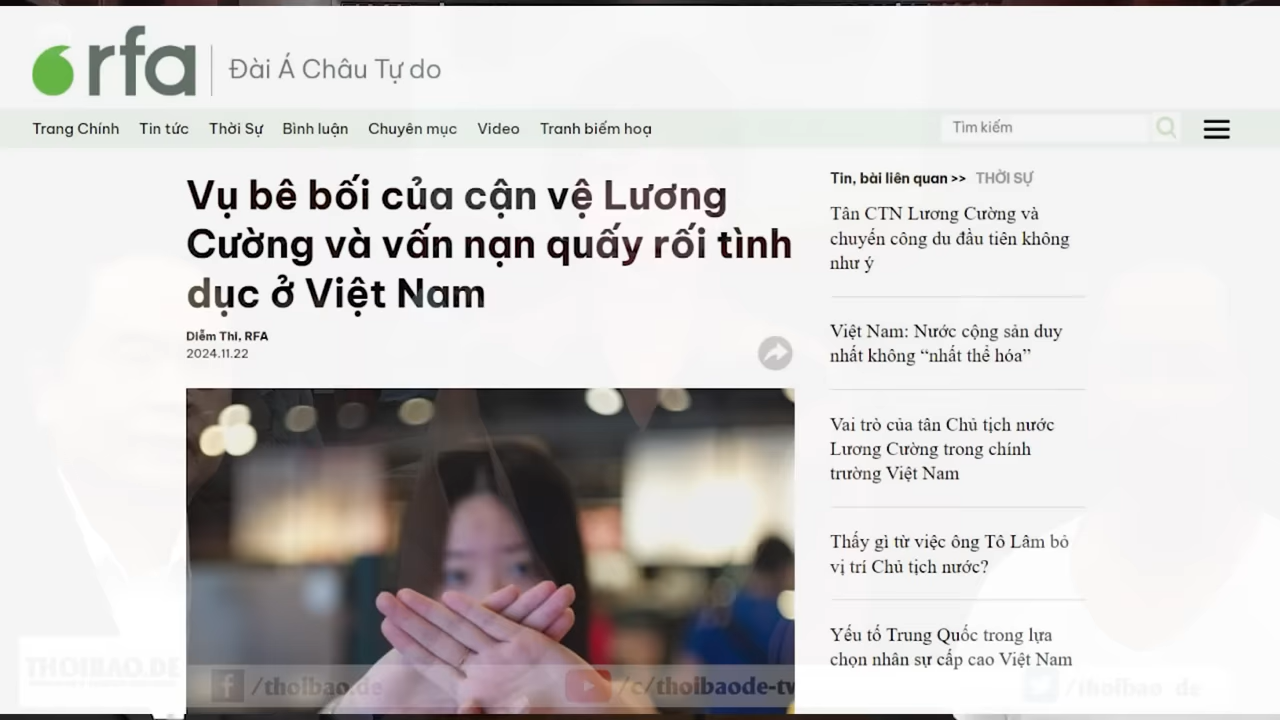 rfa
Đài Á Châu Tự do
Trang Chính Tin tức Thời Sự Bình luận Chuyên mục Video Tranh biếm hoạ
Tìm kiếm
Vụ bê bối của cận vệ Lương
Cường và vấn nạn quấy rối tình
dục ở Việt Nam
Diễm Thi, RFA
2024.11.22
Tin, bài liên quan >> THỜI SỰ
Tân CTN Lương Cường và
chuyến công du đầu tiên không
như ý
Việt Nam: Nước cộng sản duy
nhất không “nhất thể hóa”
Vai trò của tân Chủ tịch nước
Lương Cường trong chính
trường Việt Nam
Thấy gì từ việc ông Tô Lâm bỏ
vị trí Chủ tịch nước?
Yếu tố Trung Quốc trong lựa
chọn nhân sự cấp cao Việt Nam
THOIBAO.DE
/thoibao.de
/c/thoibaode-tv
/thoibao_de